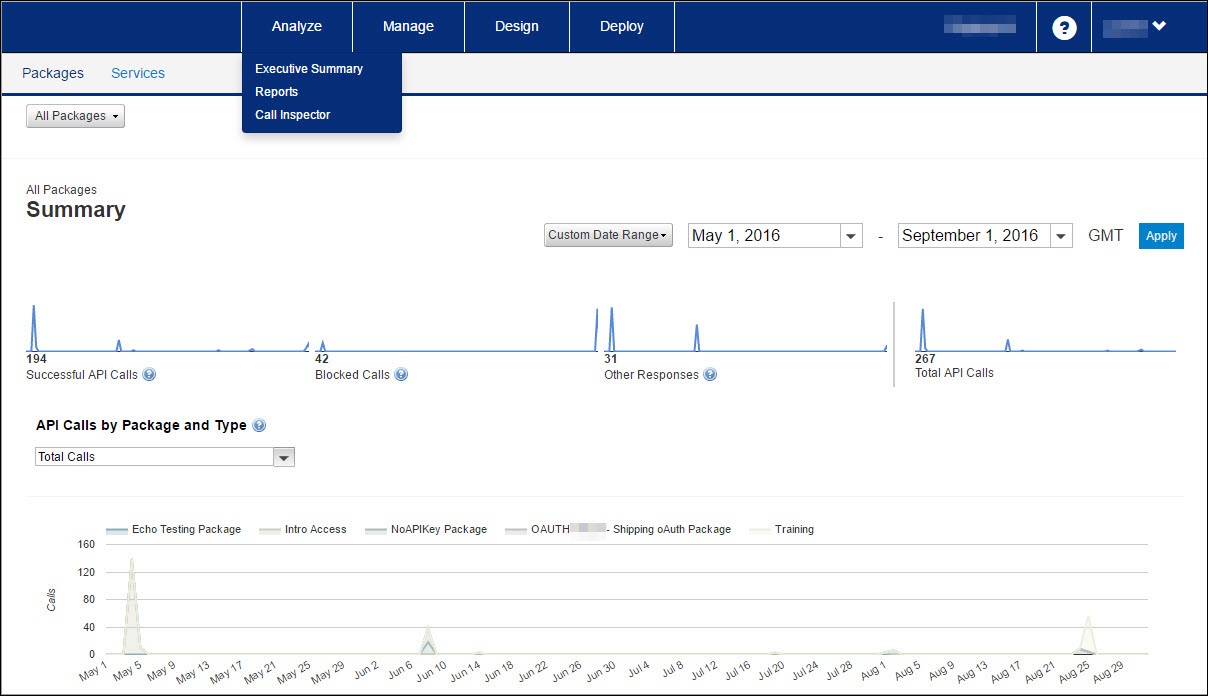 Analyze Manage Design Deploy ?
Packages Services
Executive Summary
Reports
Call Inspector
All Packages
All Packages
Summary
Custom Date Range May 1, 2016 - September 1, 2016 GMT Apply
194 42 31 267
Successful API Calls ? Blocked Calls ? Other Responses ? Total API Calls
API Calls by Package and Type ?
Total Calls
Echo Testing Package Intro Access NoAPIKey Package OAUTH - Shipping oAuth Package Training
160
120
80
40
0
Calls
May 1 May 5 May 9 May 13 May 17 May 21 May 25 May 29 Jun 2 Jun 6 Jun 10 Jun 14 Jun 18 Jun 22 Jun 26 Jun 30 Jul 4 Jul 8 Jul 12 Jul 16 Jul 20 Jul 24 Jul 28 Aug 1 Aug 5 Aug 9 Aug 13 Aug 17 Aug 21 Aug 25 Aug 29